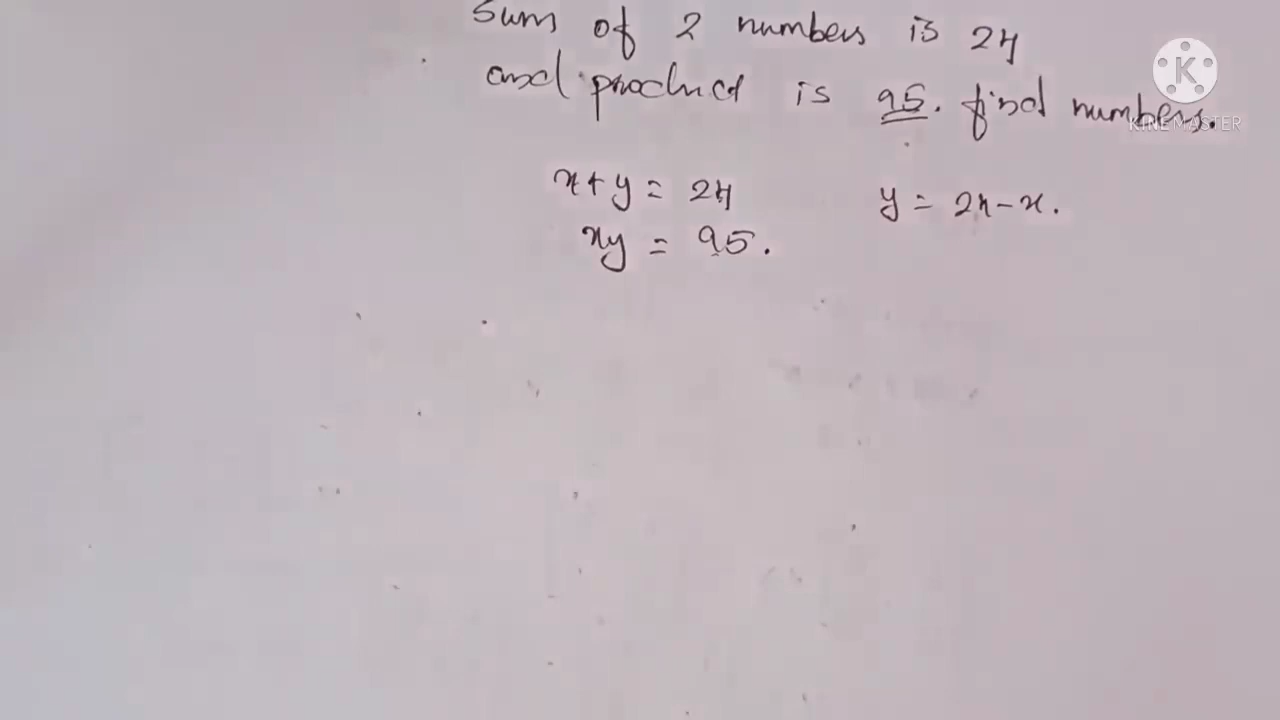 Sum of 2 numbers is 24
and product is 95. find numbers.
KINEMASTER
x+y = 24
y = 24-x.
xy = 95.